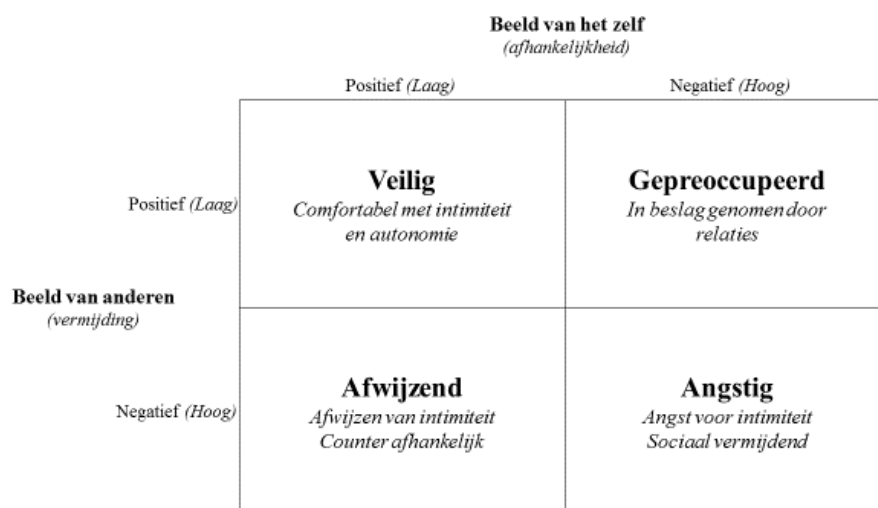 Beeld van het zelf
(afhankelijkheid)
Positief (Laag)
Negatief (Hoog)
Veilig
Comfortabel met intimiteit
en autonomie
Gepreoccupeerd
In beslag genomen door
relaties
Positief (Laag)
Beeld van anderen
(vermijding)
Afwijzend
Afwijzen van intimiteit
Counter afhankelijk
Angstig
Angst voor intimiteit
Sociaal vermijdend
Negatief (Hoog)